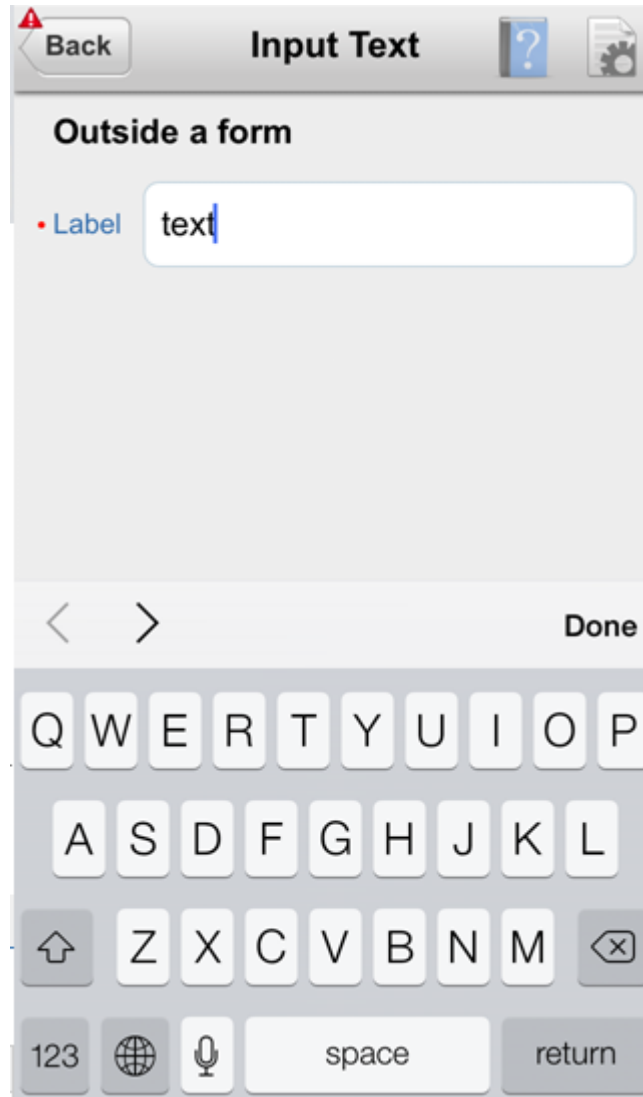 Back Input Text ?
Outside a form
• Label text
Done
Q W E R T Y U I O P
A S D F G H J K L
Z X C V B N M
123 space return